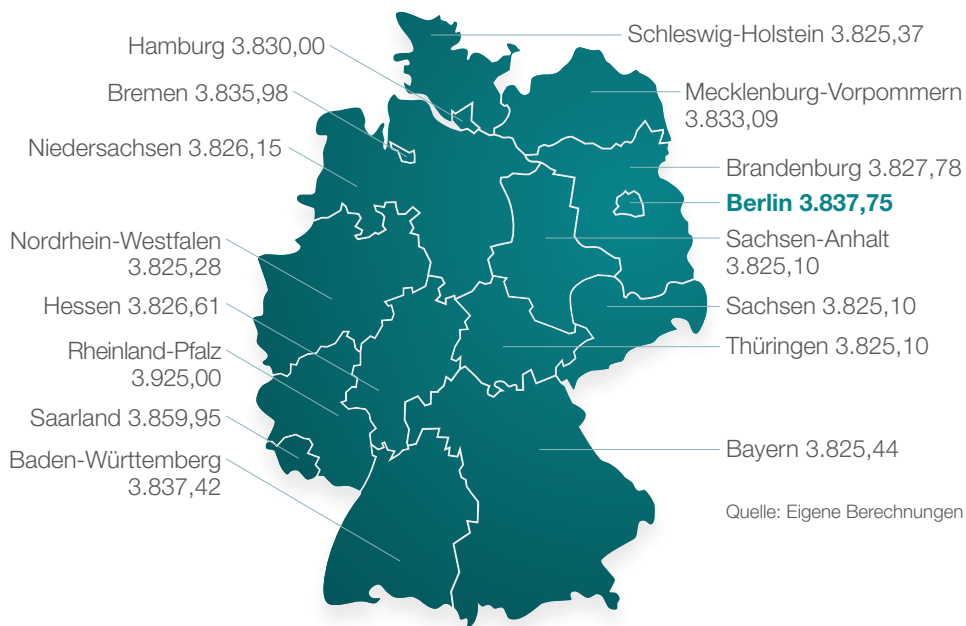 Hamburg 3.830,00
Bremen 3.835,98
Niedersachsen 3.826,15
Nordrhein-Westfalen
3.825,28
Hessen 3.826,61
Rheinland-Pfalz
3.925,00
Saarland 3.859,95
Baden-Württemberg
3.837,42
Schleswig-Holstein 3.825,37
Mecklenburg-Vorpommern
3.833,09
Brandenburg 3.827,78
Berlin 3.837,75
Sachsen-Anhalt
3.825,10
Sachsen 3.825,10
Thüringen 3.825,10
Bayern 3.825,44
Quelle: Eigene Berechnungen